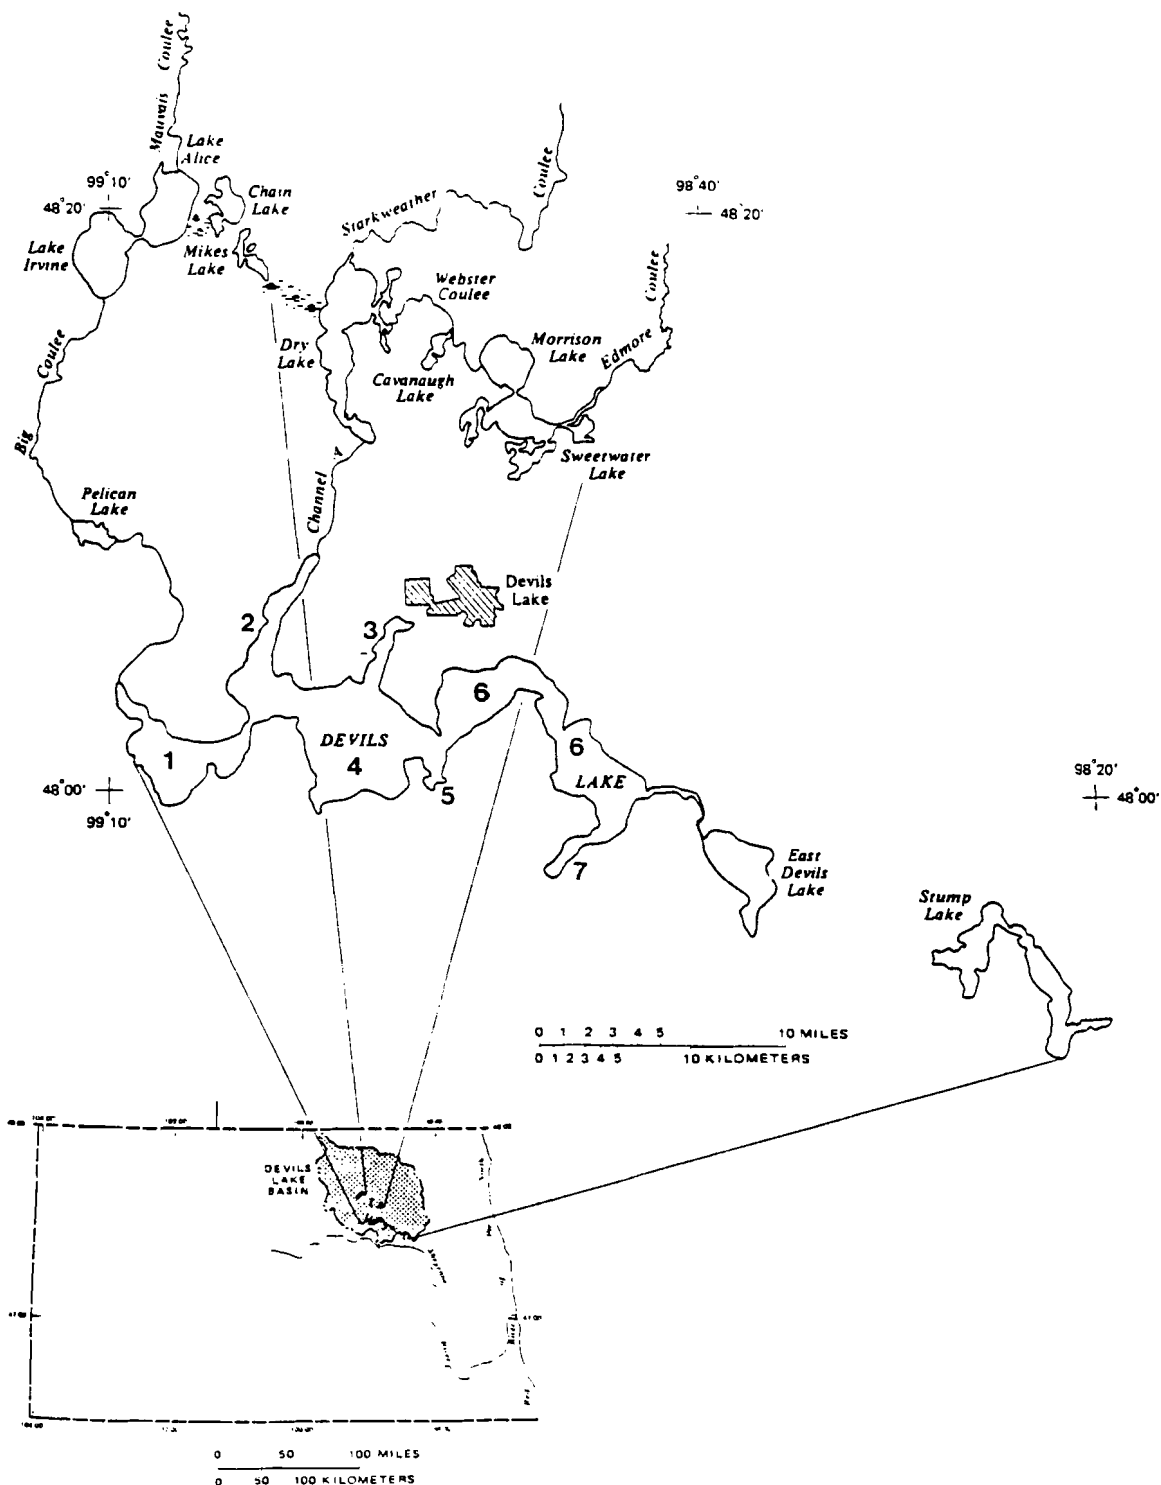 Coulee
Mauvais
Lake
Alice
99°10'
48°20'
Chain
Lake
98°40'
48°20'
Starkweather
Coulee
Lake
Irvine
Mikes
Lake
Webster
Coulee
Coulee
Edmore
Dry
Lake
Morrison
Lake
Cavanaugh
Lake
Coulee
Big
Sweetwater
Lake
Channel A
Pelican
Lake
Devils
Lake
2
3
6
DEVILS
1
4
6
LAKE
5
48°00'
99°10'
98°20'
48°00'
7
East
Devils
Lake
Stump
Lake
0 1 2 3 4 5 10 MILES
0 1 2 3 4 5 10 KILOMETERS
DEVILS
LAKE
BASIN
North
River
Red
0 50 100 MILES
0 50 100 KILOMETERS